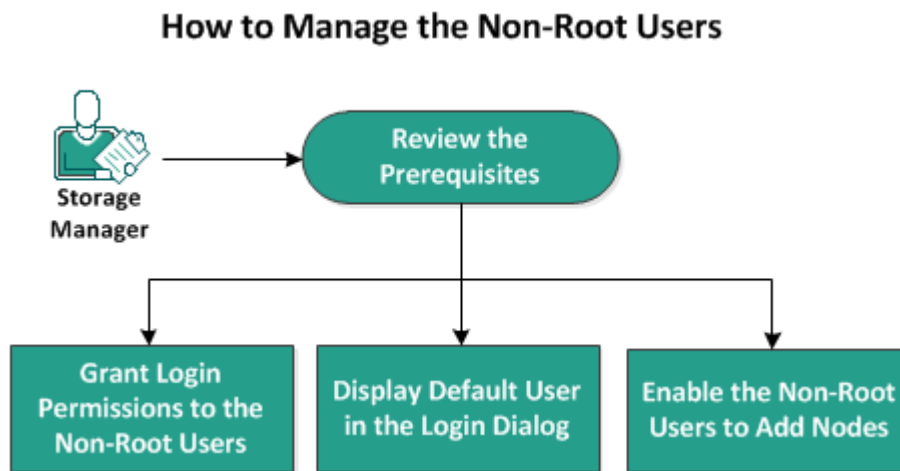 How to Manage the Non-Root Users
Storage
Manager
Review the
Prerequisites
Grant Login
Permissions to the
Non-Root Users
Display Default User
in the Login Dialog
Enable the Non-Root
Users to Add Nodes